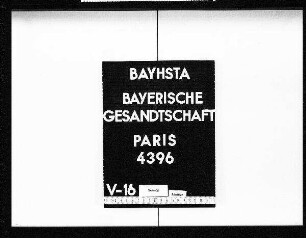 BAYHSTA
BAYERISCHE
GESANDTSCHAFT
PARIS
4396
V-16